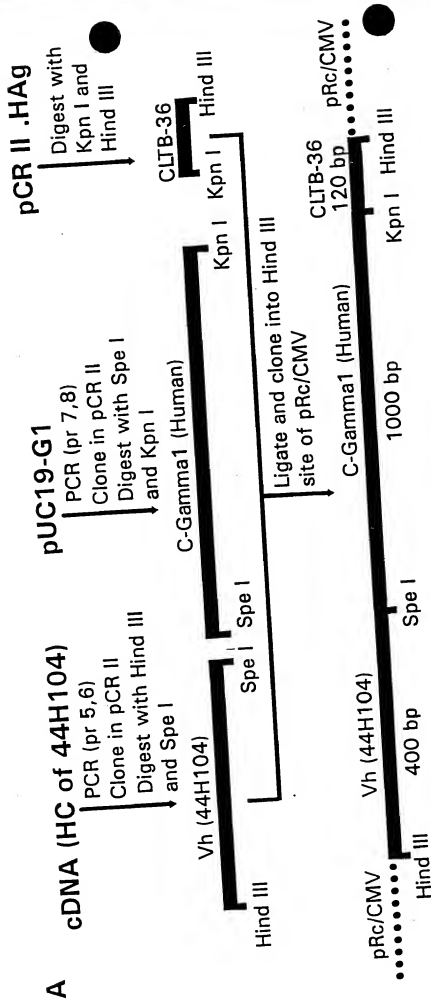 A
cDNA (HC of 44H104)
PCR (pr 5,6)
Clone in pCR II
Digest with Hind III
and Spe I
Vh (44H104)
Hind III
Spe I
pUC19-G1
PCR (pr 7,8)
Clone in pCR II
Digest with Spe I
and Kpn I
C-Gamma1 (Human)
Spe I
Kpn I
pCR II .HAg
Digest with
Kpn I and
Hind III
CLTB-36
Kpn I
Hind III
Ligate and clone into Hind III
site of pRc/CMV
pRc/CMV
Hind III
Vh (44H104)
400 bp
Spe I
C-Gamma1 (Human)
1000 bp
Kpn I
CLTB-36
120 bp
Hind III
pRc/CMV